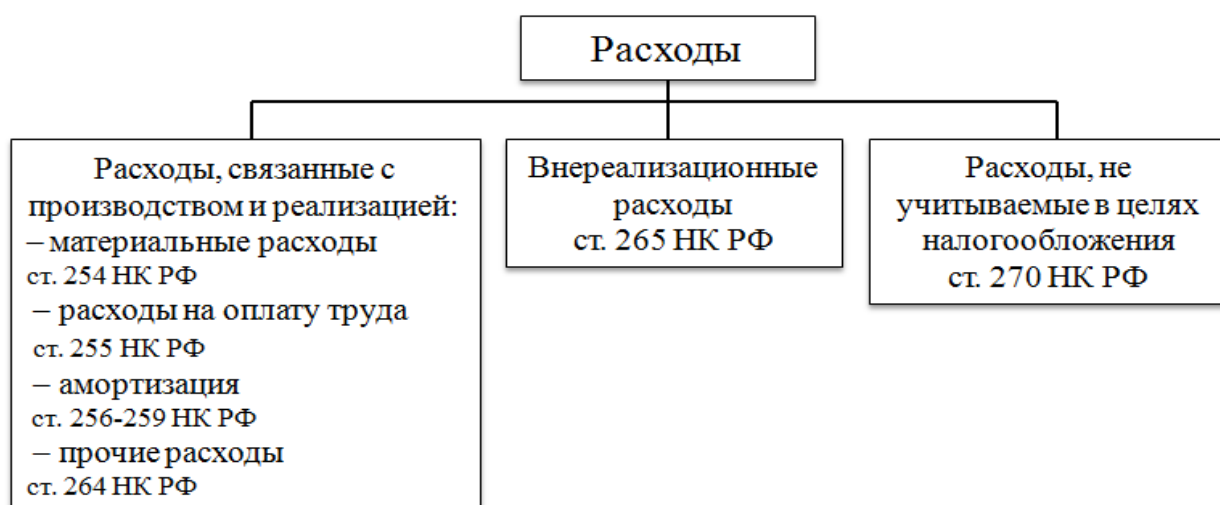 Расходы
Расходы, связанные с
производством и реализацией:
– материальные расходы
ст. 254 НК РФ
– расходы на оплату труда
ст. 255 НК РФ
– амортизация
ст. 256-259 НК РФ
– прочие расходы
ст. 264 НК РФ
Внереализационные
расходы
ст. 265 НК РФ
Расходы, не
учитываемые в целях
налогообложения
ст. 270 НК РФ